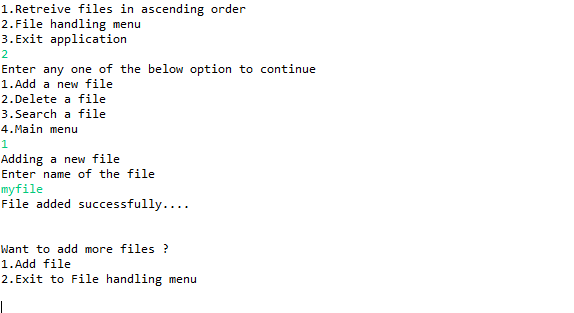 1.Retreive files in ascending order
2.File handling menu
3.Exit application
2
Enter any one of the below option to continue
1.Add a new file
2.Delete a file
3.Search a file
4.Main menu
1
Adding a new file
Enter name of the file
myfile
File added successfully....
Want to add more files ?
1.Add file
2.Exit to File handling menu